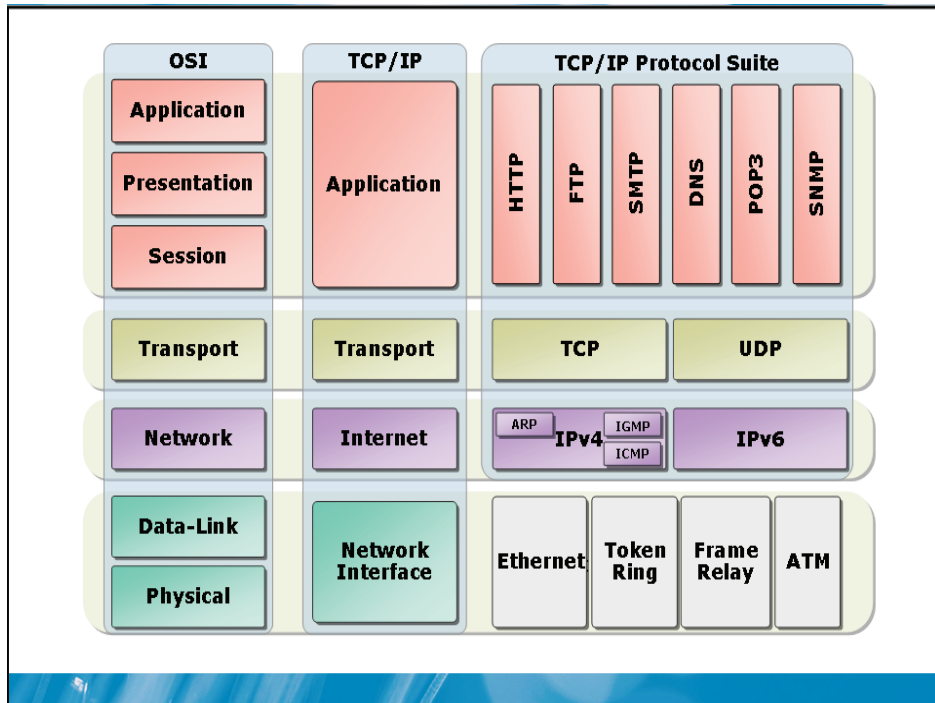 OSI
TCP/IP
TCP/IP Protocol Suite
Application
Presentation
Session
Application
HTTP
FTP
SMTP
DNS
POP3
SNMP
Transport
Transport
TCP
UDP
Network
Internet
ARP
IPv4
IGMP
ICMP
IPv6
Data-Link
Physical
Network
Interface
Ethernet
Token
Ring
Frame
Relay
ATM